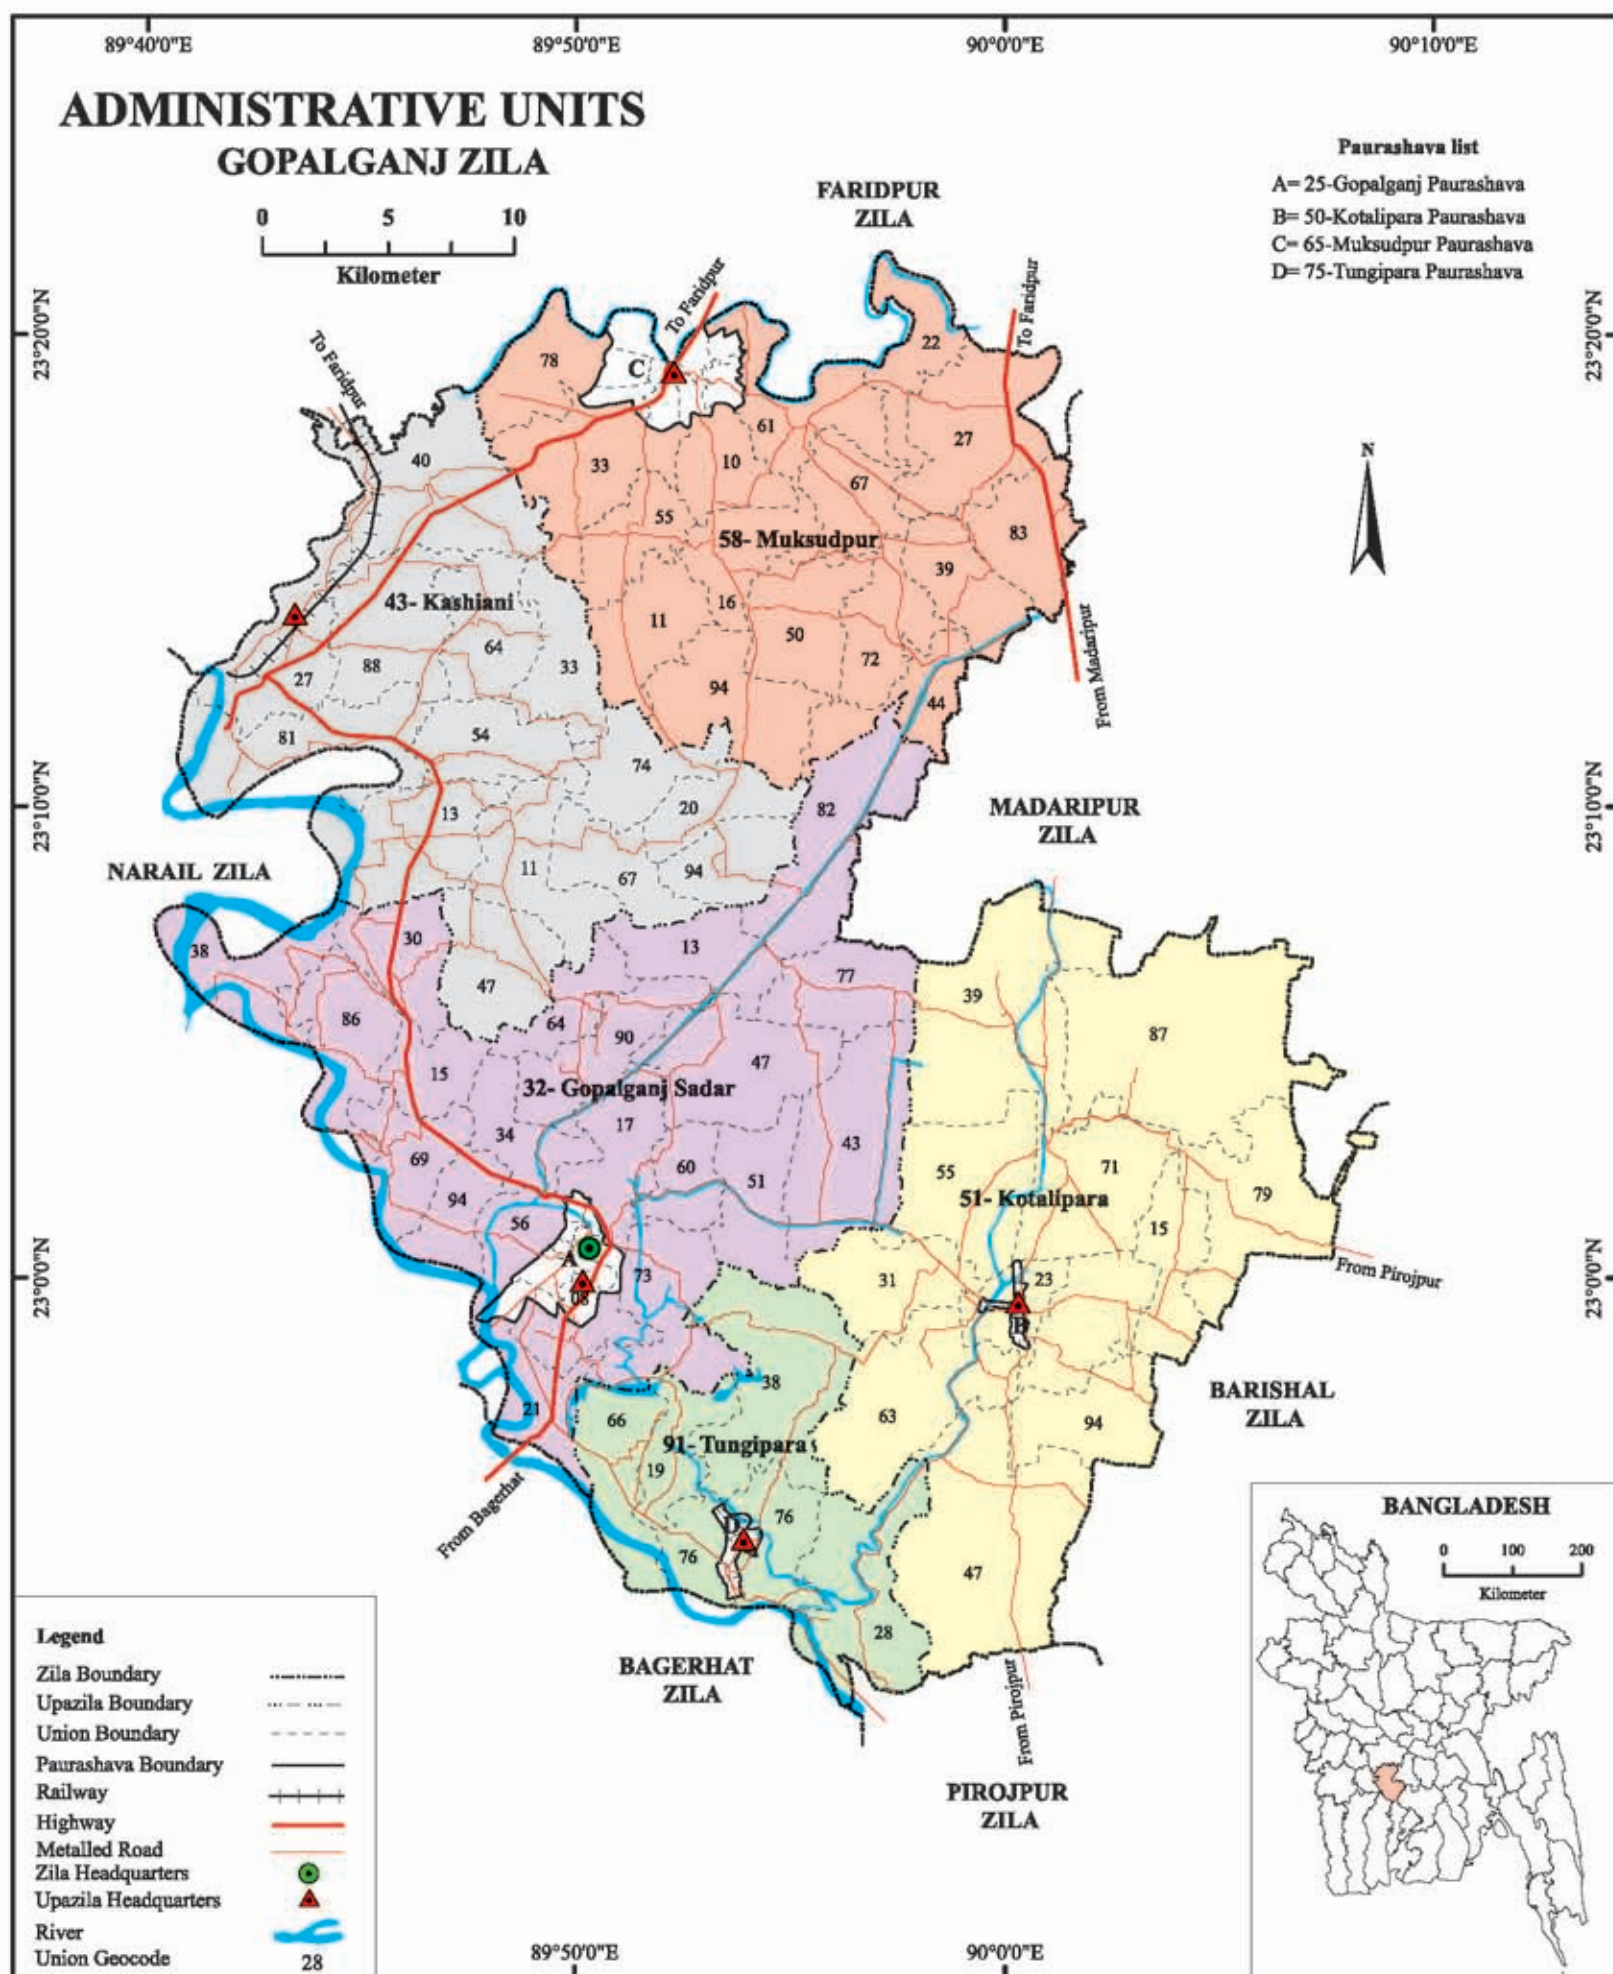 89°40'0"E
89°50'0"E
90°0'0"E
90°10'0"E
ADMINISTRATIVE UNITS
GOPALGANJ ZILA
0 5 10
Kilometer
Paurashava list
A= 25-Gopalganj Paurashava
B= 50-Kotalipara Paurashava
C= 65-Muksudpur Paurashava
D= 75-Tungipara Paurashava
FARIDPUR
ZILA
To Faridpur
To Faridpur
To Faridpur
23°20'0"N
23°20'0"N
N
78
C
22
61
27
40
33
10
67
55
58- Muksudpur
83
39
43- Kashiani
16
11
50
64
33
88
27
72
94
44
From Madaripur
81
54
74
20
82
13
23°10'0"N
23°10'0"N
MADARIPUR
ZILA
NARAIL ZILA
11
67
94
38
30
13
77
47
39
86
64
90
87
15
47
32- Gopalganj Sadar
34
17
43
69
60
51
55
71
94
51- Kotalipara
79
56
15
A
73
31
23
08
B
From Pirojpur
23°0'0"N
23°0'0"N
38
21
66
63
94
BARISHAL
ZILA
91- Tungipara
19
From Bagerhat
D
76
76
47
28
BAGERHAT
ZILA
From Pirojpur
PIROJPUR
ZILA
BANGLADESH
0 100 200
Kilometer
Legend
Zila Boundary
Upazila Boundary
Union Boundary
Paurashava Boundary
Railway
Highway
Metalled Road
Zila Headquarters
Upazila Headquarters
River
Union Geocode 28
89°50'0"E
90°0'0"E